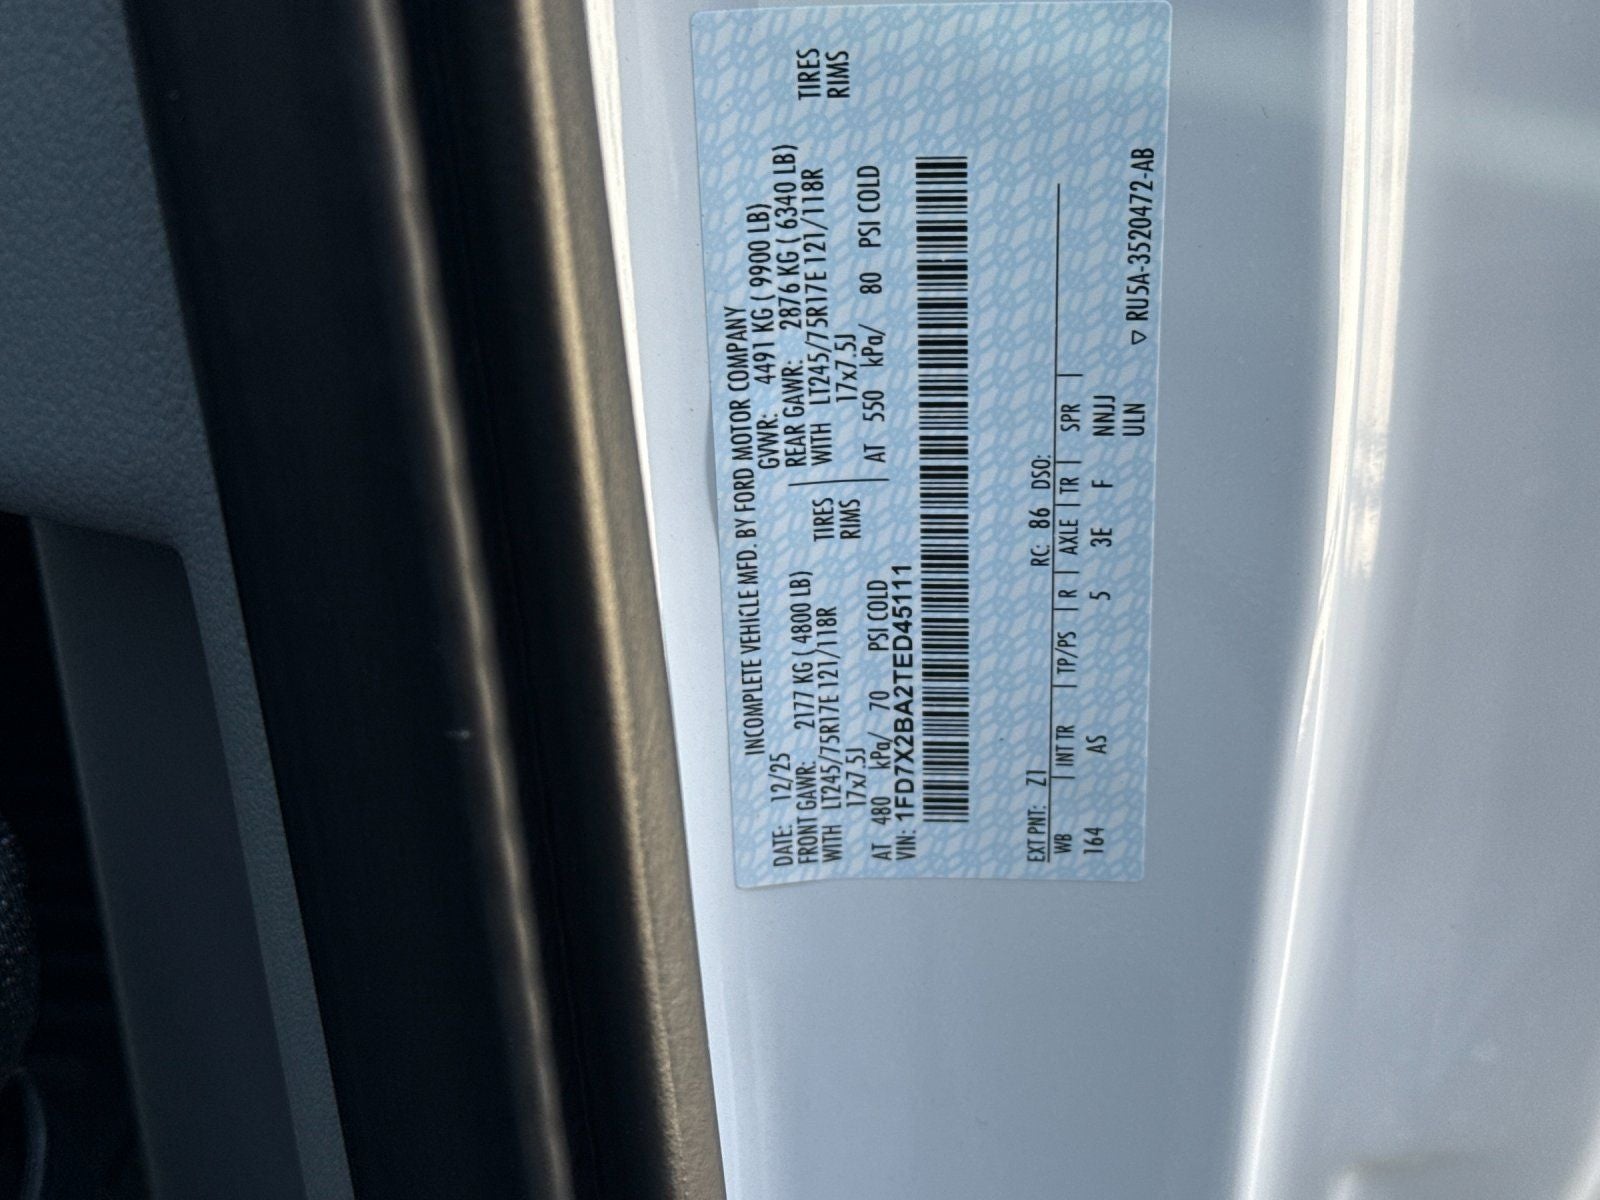 INCOMPLETE VEHICLE MFD. BY FORD MOTOR COMPANY
DATE: 12/25 GVWR: 4491 KG ( 9900 LB)
FRONT GAWR: 2177 KG ( 4800 LB) REAR GAWR: 2876 KG ( 6340 LB)
WITH LT245/75R17E 121/118R TIRES WITH LT245/75R17E 121/118R TIRES
17x7.5J RIMS 17x7.5J RIMS
AT 480 kPa/ 70 PSI COLD AT 550 kPa/ 80 PSI COLD
VIN: 1FD7X2BA2TED45111
EXT PNT: Z1 RC: 86 DSO:
WB | INT TR | TP/PS | R | AXLE | TR | SPR |
164 AS 5 3E F NNJJ
ULN
▽ RU5A-3520472-AB